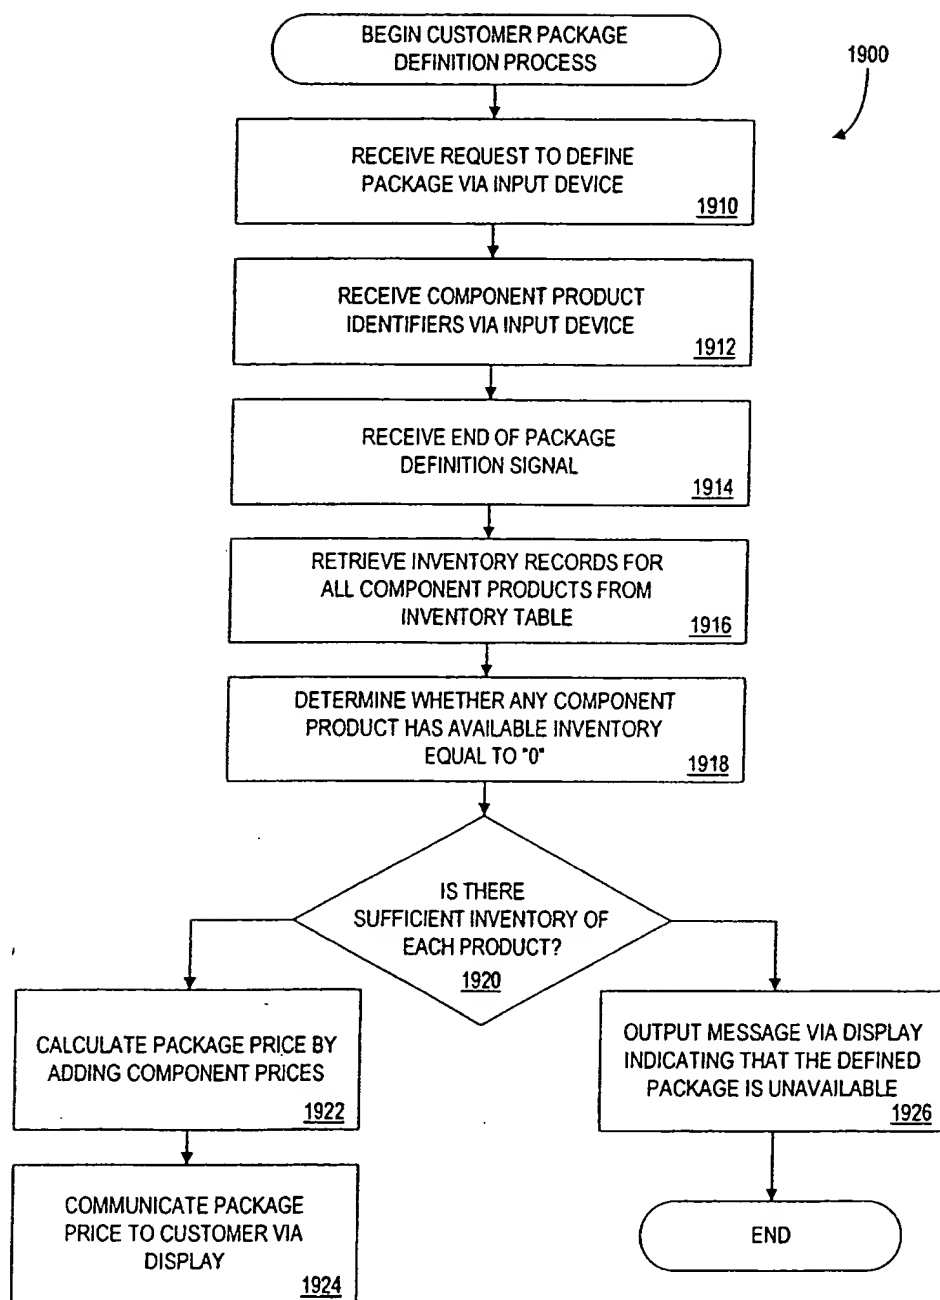 BEGIN CUSTOMER PACKAGE
DEFINITION PROCESS
1900
RECEIVE REQUEST TO DEFINE
PACKAGE VIA INPUT DEVICE
1910
RECEIVE COMPONENT PRODUCT
IDENTIFIERS VIA INPUT DEVICE
1912
RECEIVE END OF PACKAGE
DEFINITION SIGNAL
1914
RETRIEVE INVENTORY RECORDS FOR
ALL COMPONENT PRODUCTS FROM
INVENTORY TABLE
1916
DETERMINE WHETHER ANY COMPONENT
PRODUCT HAS AVAILABLE INVENTORY
EQUAL TO "0"
1918
IS THERE
SUFFICIENT INVENTORY OF
EACH PRODUCT?
1920
CALCULATE PACKAGE PRICE BY
ADDING COMPONENT PRICES
1922
OUTPUT MESSAGE VIA DISPLAY
INDICATING THAT THE DEFINED
PACKAGE IS UNAVAILABLE
1926
COMMUNICATE PACKAGE
PRICE TO CUSTOMER VIA
DISPLAY
1924
END